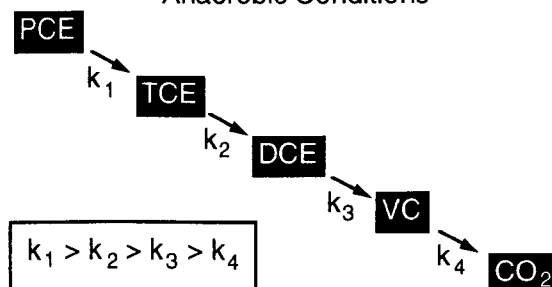 Anaerobic Conditions
PCE
k1
TCE
k2
DCE
k3
VC
k4
CO2
k1 > k2 > k3 > k4